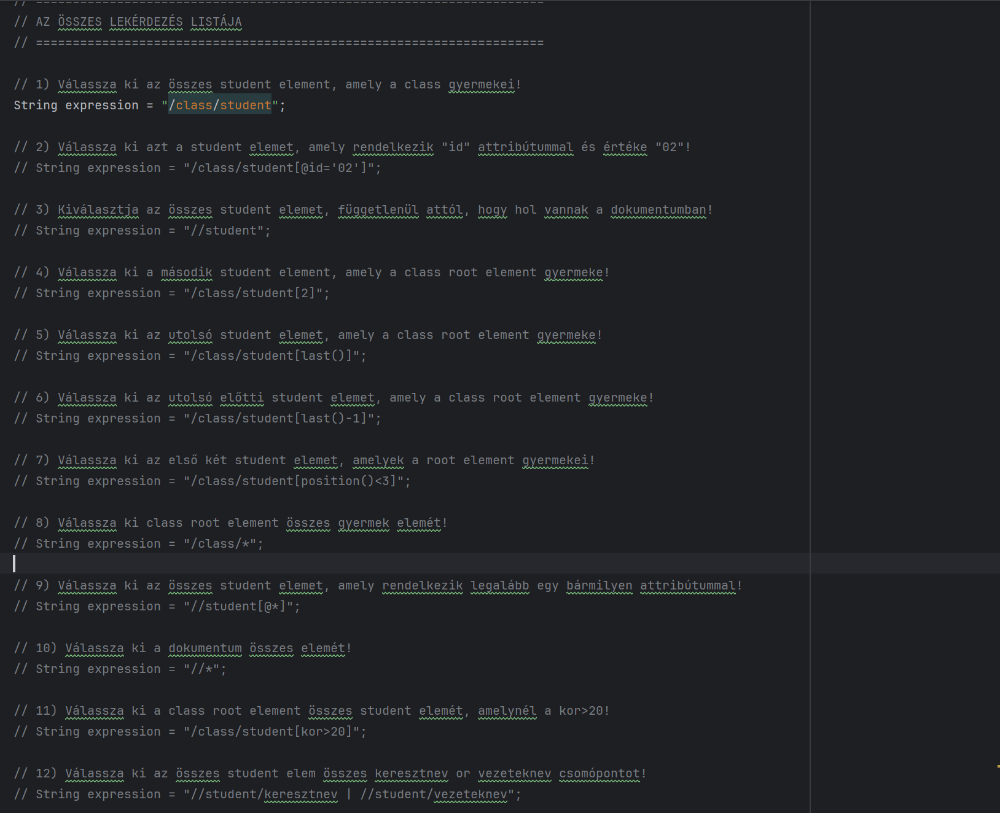 // =====================================================================
// AZ ÖSSZES LEKÉRDEZÉS LISTÁJA
// =====================================================================
// 1) Válassza ki az összes student element, amely a class gyermekei!
String expression = "/class/student";
// 2) Válassza ki azt a student elemet, amely rendelkezik "id" attribútummal és értéke "02"!
// String expression = "/class/student[@id='02']";
// 3) Kiválasztja az összes student elemet, függetlenül attól, hogy hol vannak a dokumentumban!
// String expression = "//student";
// 4) Válassza ki a második student element, amely a class root element gyermeke!
// String expression = "/class/student[2]";
// 5) Válassza ki az utolsó student elemet, amely a class root element gyermeke!
// String expression = "/class/student[last()]";
// 6) Válassza ki az utolsó előtti student elemet, amely a class root element gyermeke!
// String expression = "/class/student[last()-1]";
// 7) Válassza ki az első két student elemet, amelyek a root element gyermekei!
// String expression = "/class/student[position()<3]";
// 8) Válassza ki class root element összes gyermek elemét!
// String expression = "/class/*";
// 9) Válassza ki az összes student elemet, amely rendelkezik legalább egy bármilyen attribútummal!
// String expression = "//student[@*]";
// 10) Válassza ki a dokumentum összes elemét!
// String expression = "//*";
// 11) Válassza ki a class root element összes student elemét, amelynél a kor>20!
// String expression = "/class/student[kor>20]";
// 12) Válassza ki az összes student elem összes keresztnev or vezeteknev csomópontot!
// String expression = "//student/keresztnev | //student/vezeteknev";